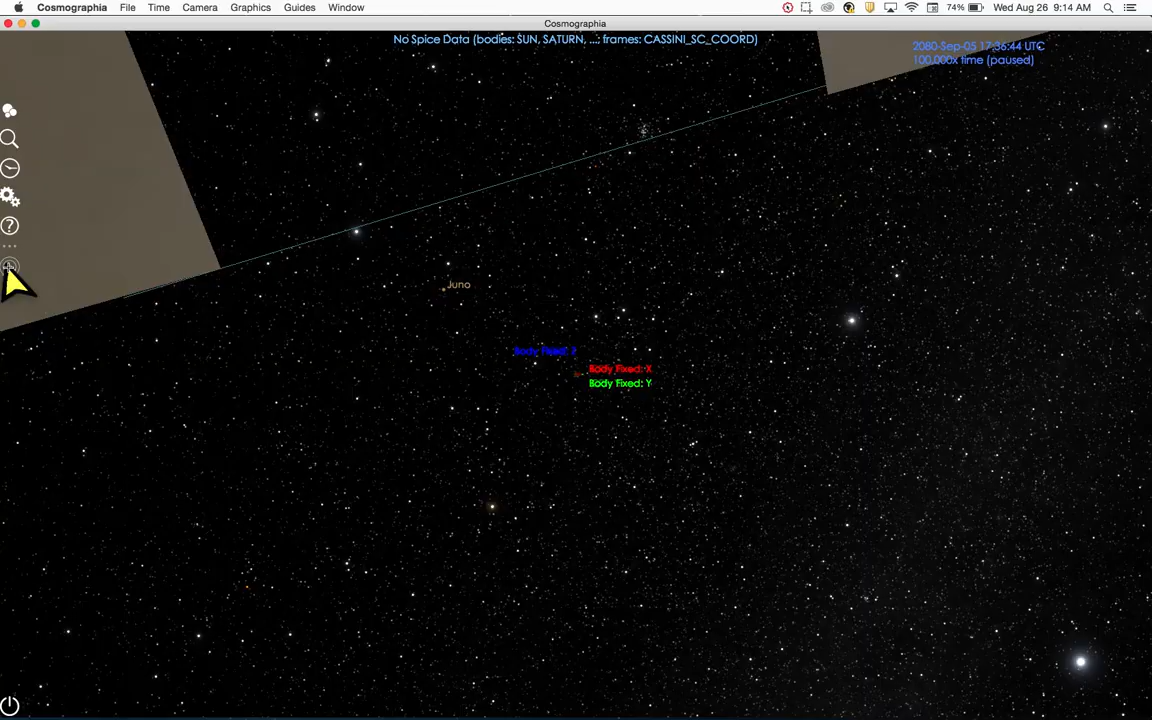 Cosmographia File Time Camera Graphics Guides Window 74% Wed Aug 26 9:14 AM
Cosmographia
No Spice Data (bodies: SUN, SATURN, ..., frames: CASSINI_SC_COORD)
2080-Sep-05 17:36:44 UTC
100,000x time (paused)
Juno
Body Fixed: Z
Body Fixed: X
Body Fixed: Y